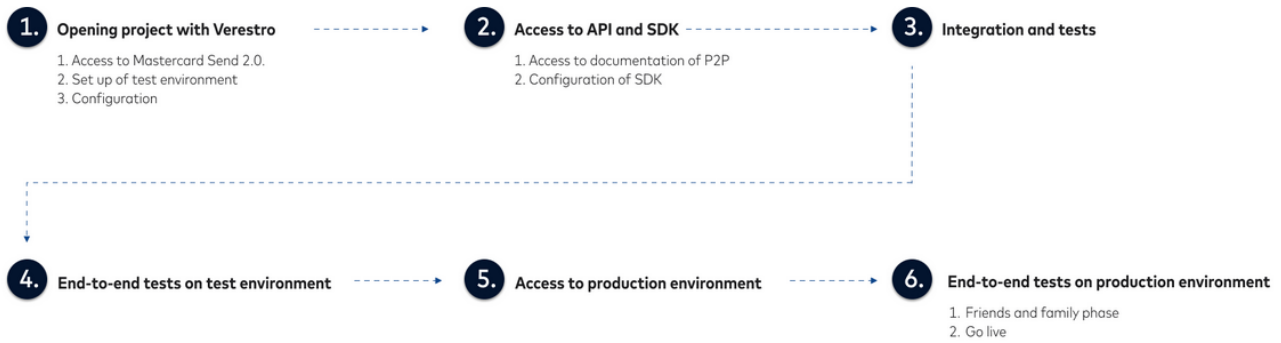 1. Opening project with Verestro
1. Access to Mastercard Send 2.0.
2. Set up of test environment
3. Configuration
2. Access to API and SDK
1. Access to documentation of P2P
2. Configuration of SDK
3. Integration and tests
4. End-to-end tests on test environment
5. Access to production environment
6. End-to-end tests on production environment
1. Friends and family phase
2. Go live